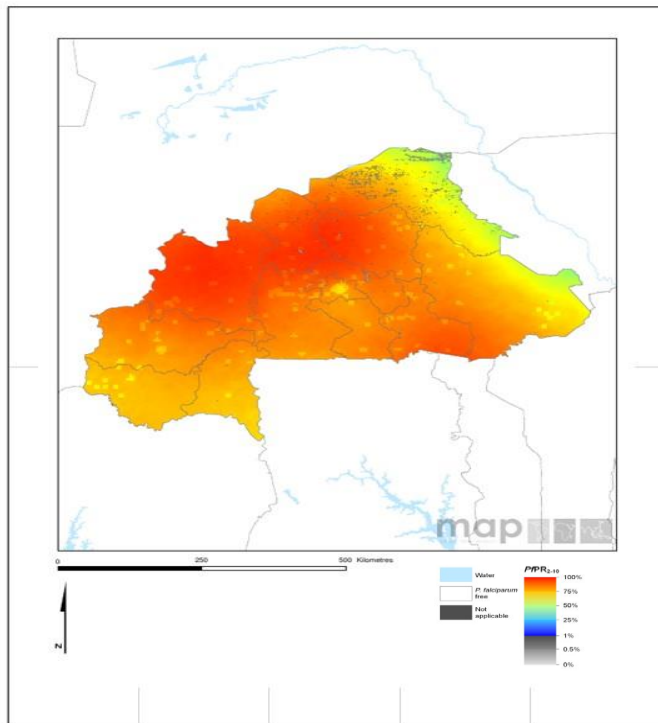 map
0
250
500 Kilometres
N
Water
P. falciparum
free
Not
applicable
PfPR2-10
100%
75%
50%
25%
1%
0.5%
0%